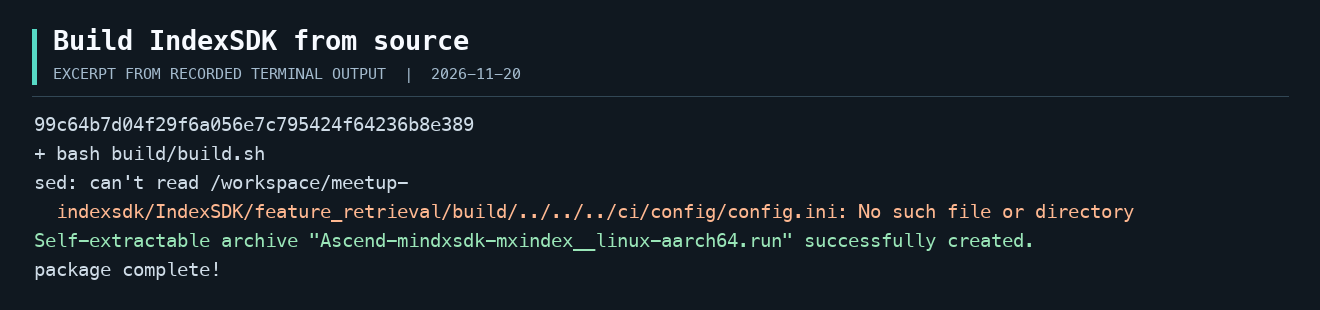 Build IndexSDK from source
EXCERPT FROM RECORDED TERMINAL OUTPUT | 2026-11-20
99c64b7d04f29f6a056e7c795424f64236b8e389
+ bash build/build.sh
sed: can't read /workspace/meetup-
indexsdk/IndexSDK/feature_retrieval/build/../../../ci/config/config.ini: No such file or directory
Self-extractable archive "Ascend-mindxsdk-mxindex__linux-aarch64.run" successfully created.
package complete!